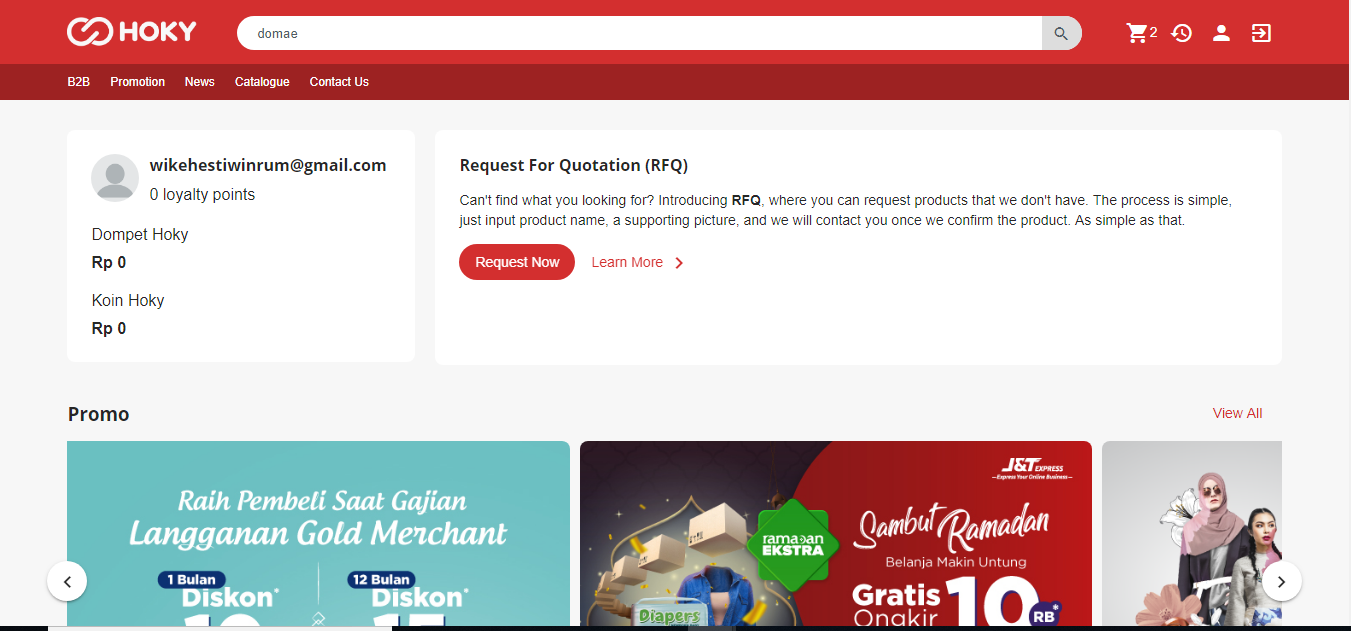 HOKY
domae
2
B2B
Promotion
News
Catalogue
Contact Us
wikehestiwinrum@gmail.com
0 loyalty points
Dompet Hoky
Rp 0
Koin Hoky
Rp 0
Request For Quotation (RFQ)
Can't find what you looking for? Introducing RFQ, where you can request products that we don't have. The process is simple,
just input product name, a supporting picture, and we will contact you once we confirm the product. As simple as that.
Request Now
Learn More
Promo
View All
Raih Pembeli Saat Gajian
Langganan Gold Merchant
1 Bulan
Diskon*
12 Bulan
Diskon*
J&T EXPRESS
Express Your Online Business
ramadan
EKSTRA
Sambut Ramadan
Belanja Makin Untung
Gratis
Ongkir
10
RB*
Diapers